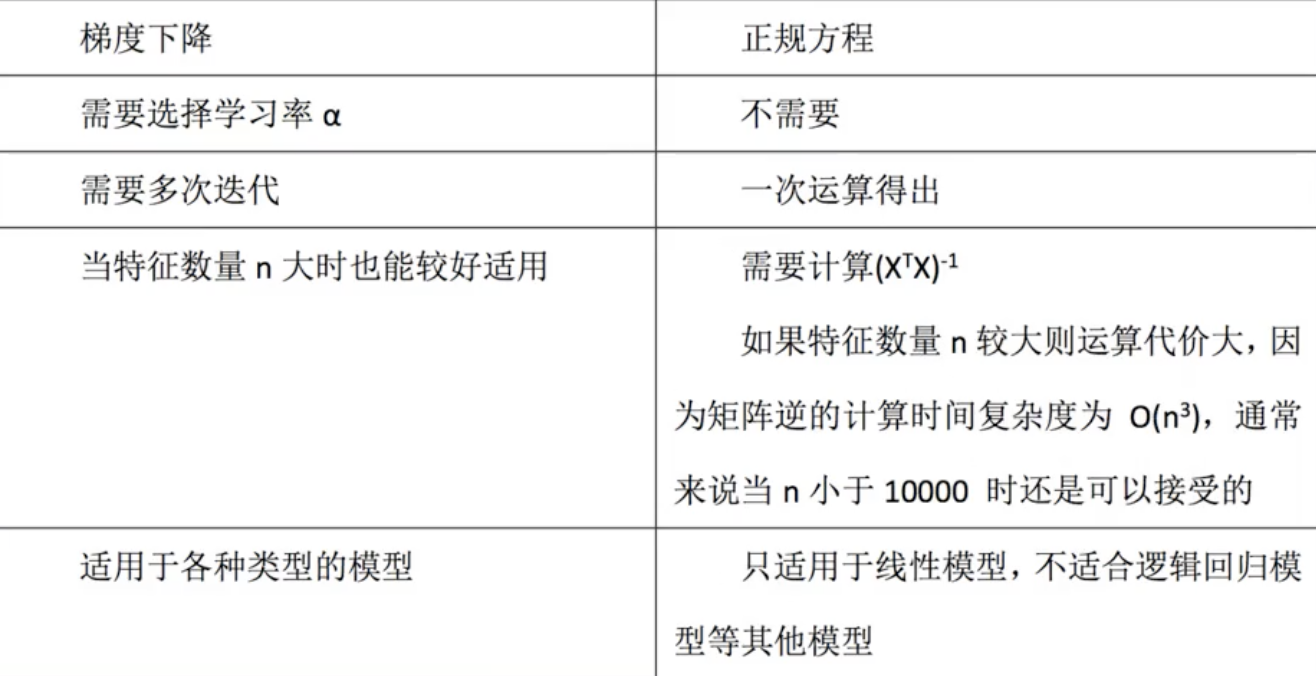 梯度下降
正规方程
需要选择学习率 α
不需要
需要多次迭代
一次运算得出
当特征数量 n 大时也能较好适用
需要计算(XᵀX)⁻¹
如果特征数量 n 较大则运算代价大，因
为矩阵逆的计算时间复杂度为 O(n³)，通常
来说当 n 小于 10000 时还是可以接受的
适用于各种类型的模型
只适用于线性模型，不适合逻辑回归模
型等其他模型